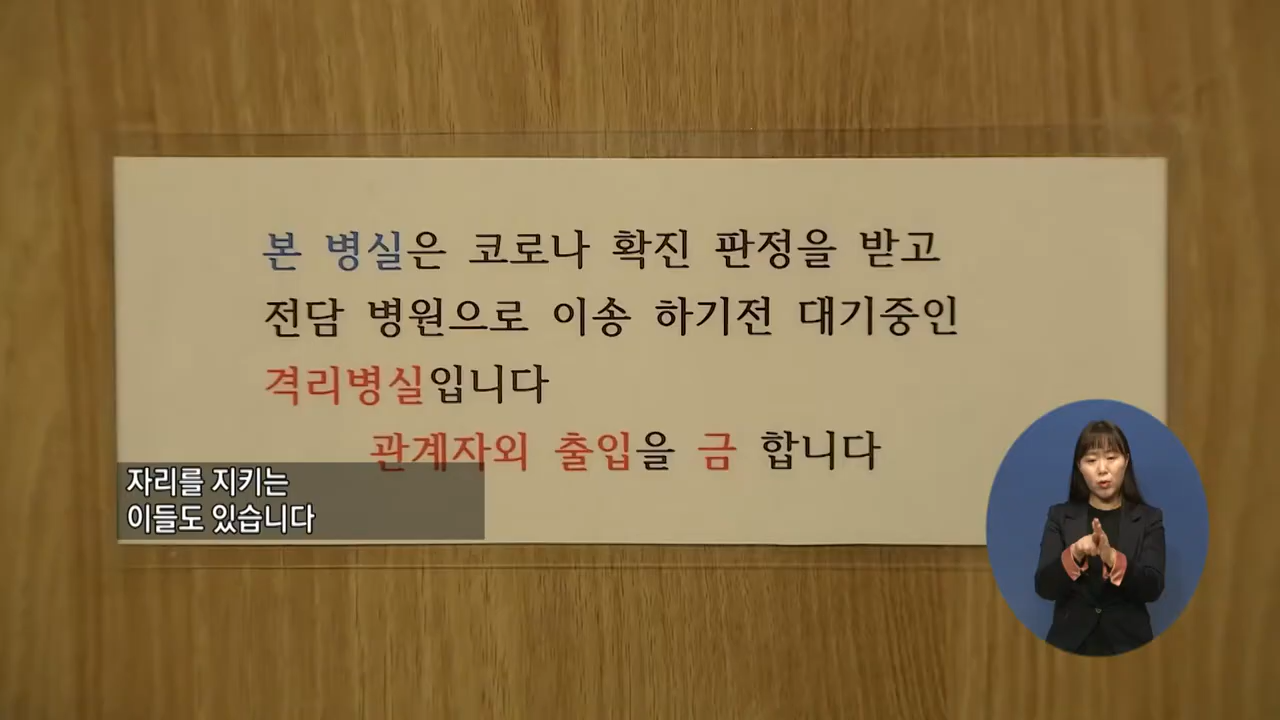 본 병실은 코로나 확진 판정을 받고
전담 병원으로 이송 하기전 대기중인
격리병실입니다
관계자외 출입을 금 합니다
자리를 지키는
이들도 있습니다